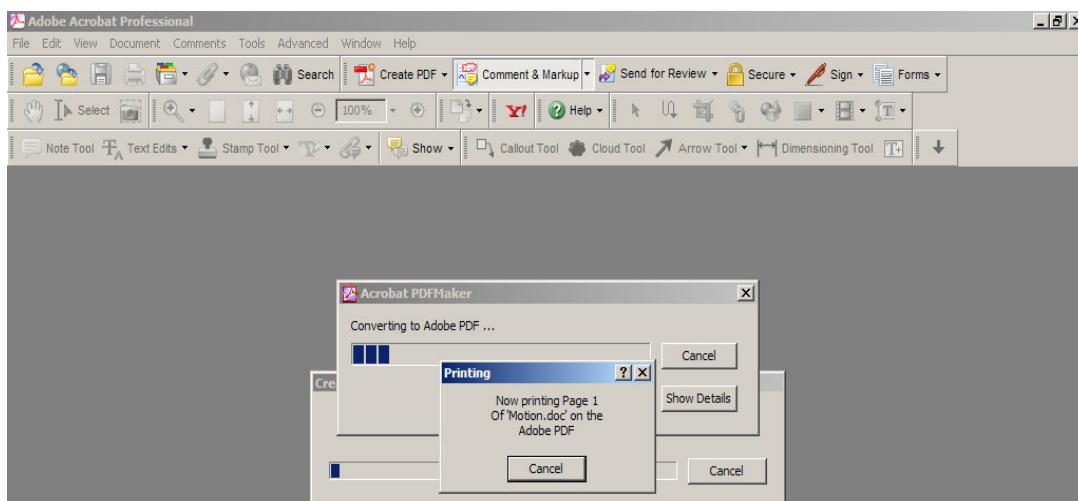 Adobe Acrobat Professional
File Edit View Document Comments Tools Advanced Window Help
Search Create PDF Comment & Markup Send for Review Secure Sign Forms
Select 100% Y! Help
Note Tool Text Edits Stamp Tool Show Callout Tool Cloud Tool Arrow Tool Dimensioning Tool
Acrobat PDFMaker
Converting to Adobe PDF ...
Cancel
Printing
Cre
Show Details
Now printing Page 1
Of 'Motion.doc' on the
Adobe PDF
Cancel
Cancel